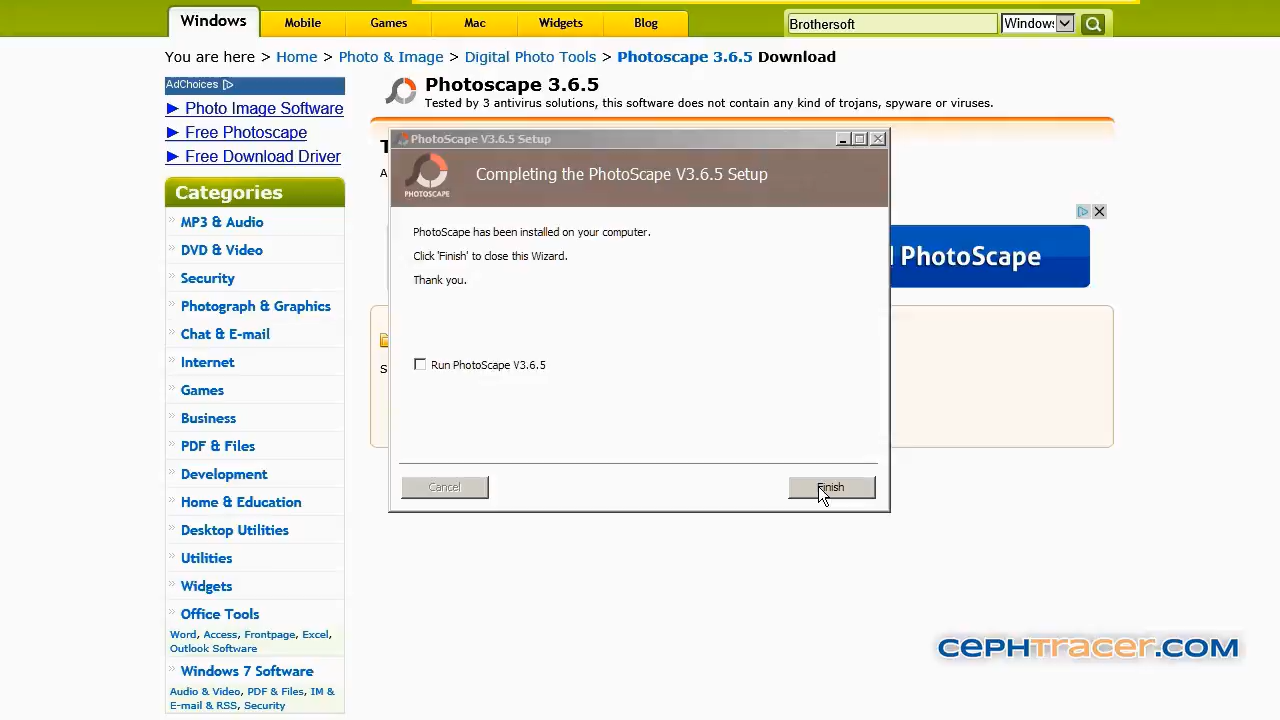 Windows
Mobile
Games
Mac
Widgets
Blog
Brothersoft
Windows
You are here > Home > Photo & Image > Digital Photo Tools > Photoscape 3.6.5 Download
AdChoices
► Photo Image Software
► Free Photoscape
► Free Download Driver
Photoscape 3.6.5
Tested by 3 antivirus solutions, this software does not contain any kind of trojans, spyware or viruses.
Categories
MP3 & Audio
DVD & Video
Security
Photograph & Graphics
Chat & E-mail
Internet
Games
Business
PDF & Files
Development
Home & Education
Desktop Utilities
Utilities
Widgets
Office Tools
Word, Access, Frontpage, Excel,
Outlook Software
Windows 7 Software
Audio & Video, PDF & Files, IM &
E-mail & RSS, Security
PhotoScape V3.6.5 Setup
PHOTOSCAPE
Completing the PhotoScape V3.6.5 Setup
PhotoScape has been installed on your computer.
Click 'Finish' to close this Wizard.
Thank you.
Run PhotoScape V3.6.5
Cancel
Finish
PhotoScape
CEPHTRACER.COM